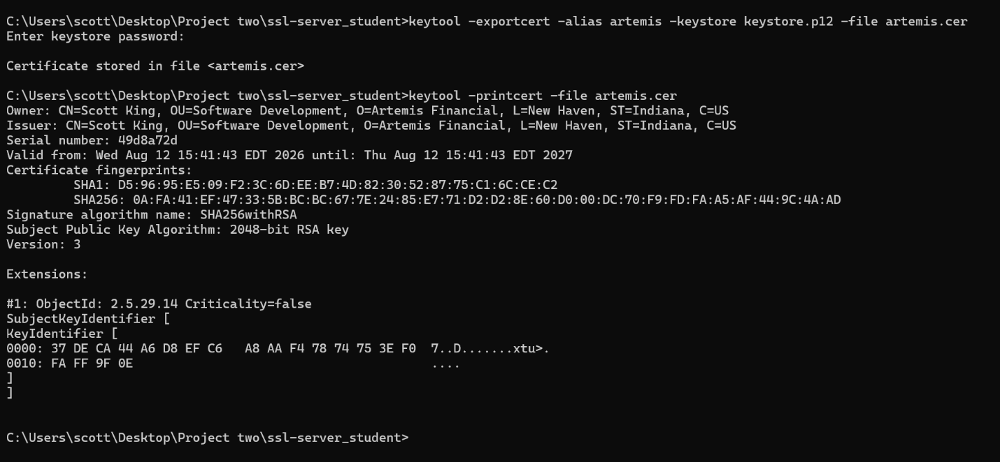 C:\Users\scott\Desktop\Project two\ssl-server_student>keytool -exportcert -alias artemis -keystore keystore.p12 -file artemis.cer
Enter keystore password:
Certificate stored in file <artemis.cer>
C:\Users\scott\Desktop\Project two\ssl-server_student>keytool -printcert -file artemis.cer
Owner: CN=Scott King, OU=Software Development, O=Artemis Financial, L=New Haven, ST=Indiana, C=US
Issuer: CN=Scott King, OU=Software Development, O=Artemis Financial, L=New Haven, ST=Indiana, C=US
Serial number: 49d8a72d
Valid from: Wed Aug 12 15:41:43 EDT 2026 until: Thu Aug 12 15:41:43 EDT 2027
Certificate fingerprints:
         SHA1: D5:96:95:E5:09:F2:3C:6D:EE:B7:4D:82:30:52:87:75:C1:6C:CE:C2
         SHA256: 0A:FA:41:EF:47:33:5B:BC:BC:67:7E:24:85:E7:71:D2:D2:8E:60:D0:00:DC:70:F9:FD:FA:A5:AF:44:9C:4A:AD
Signature algorithm name: SHA256withRSA
Subject Public Key Algorithm: 2048-bit RSA key
Version: 3
Extensions:
#1: ObjectId: 2.5.29.14 Criticality=false
SubjectKeyIdentifier [
KeyIdentifier [
0000: 37 DE CA 44 A6 D8 EF C6   A8 AA F4 78 74 75 3E F0  7..D.......xtu>.
0010: FA FF 9F 0E                                        ....
]
]
C:\Users\scott\Desktop\Project two\ssl-server_student>